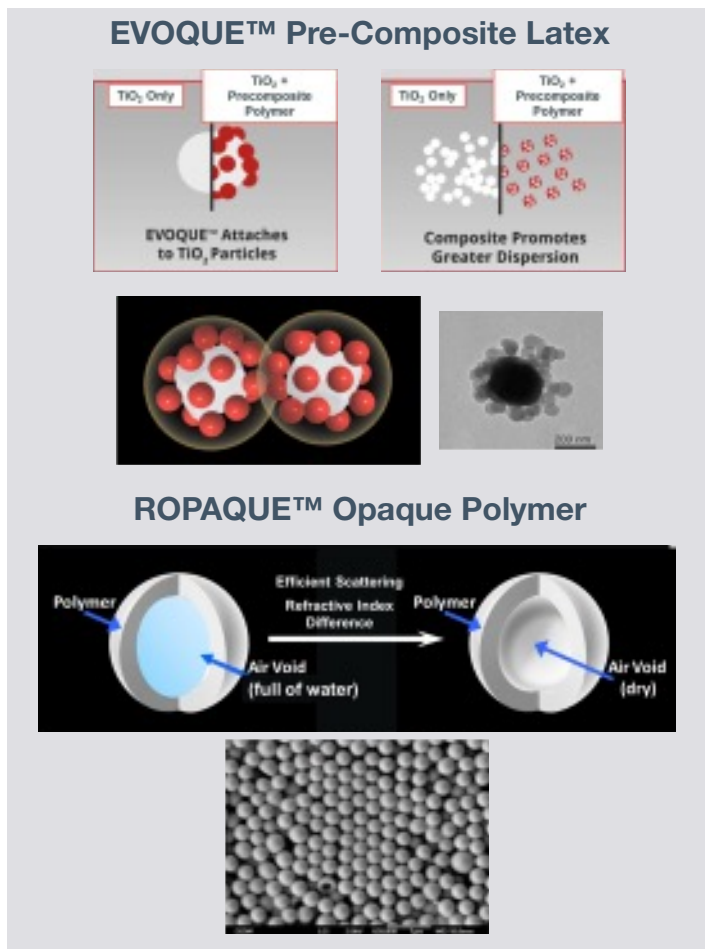 EVOQUE™ Pre-Composite Latex
TiO₂ Only
TiO₂ +
Precomposite
Polymer
EVOQUE™ Attaches
to TiO₂ Particles
TiO₂ Only
TiO₂ +
Precomposite
Polymer
Composite Promotes
Greater Dispersion
200 nm
ROPAQUE™ Opaque Polymer
Polymer
Air Void
(full of water)
Efficient Scattering
Refractive Index
Difference
Polymer
Air Void
(dry)